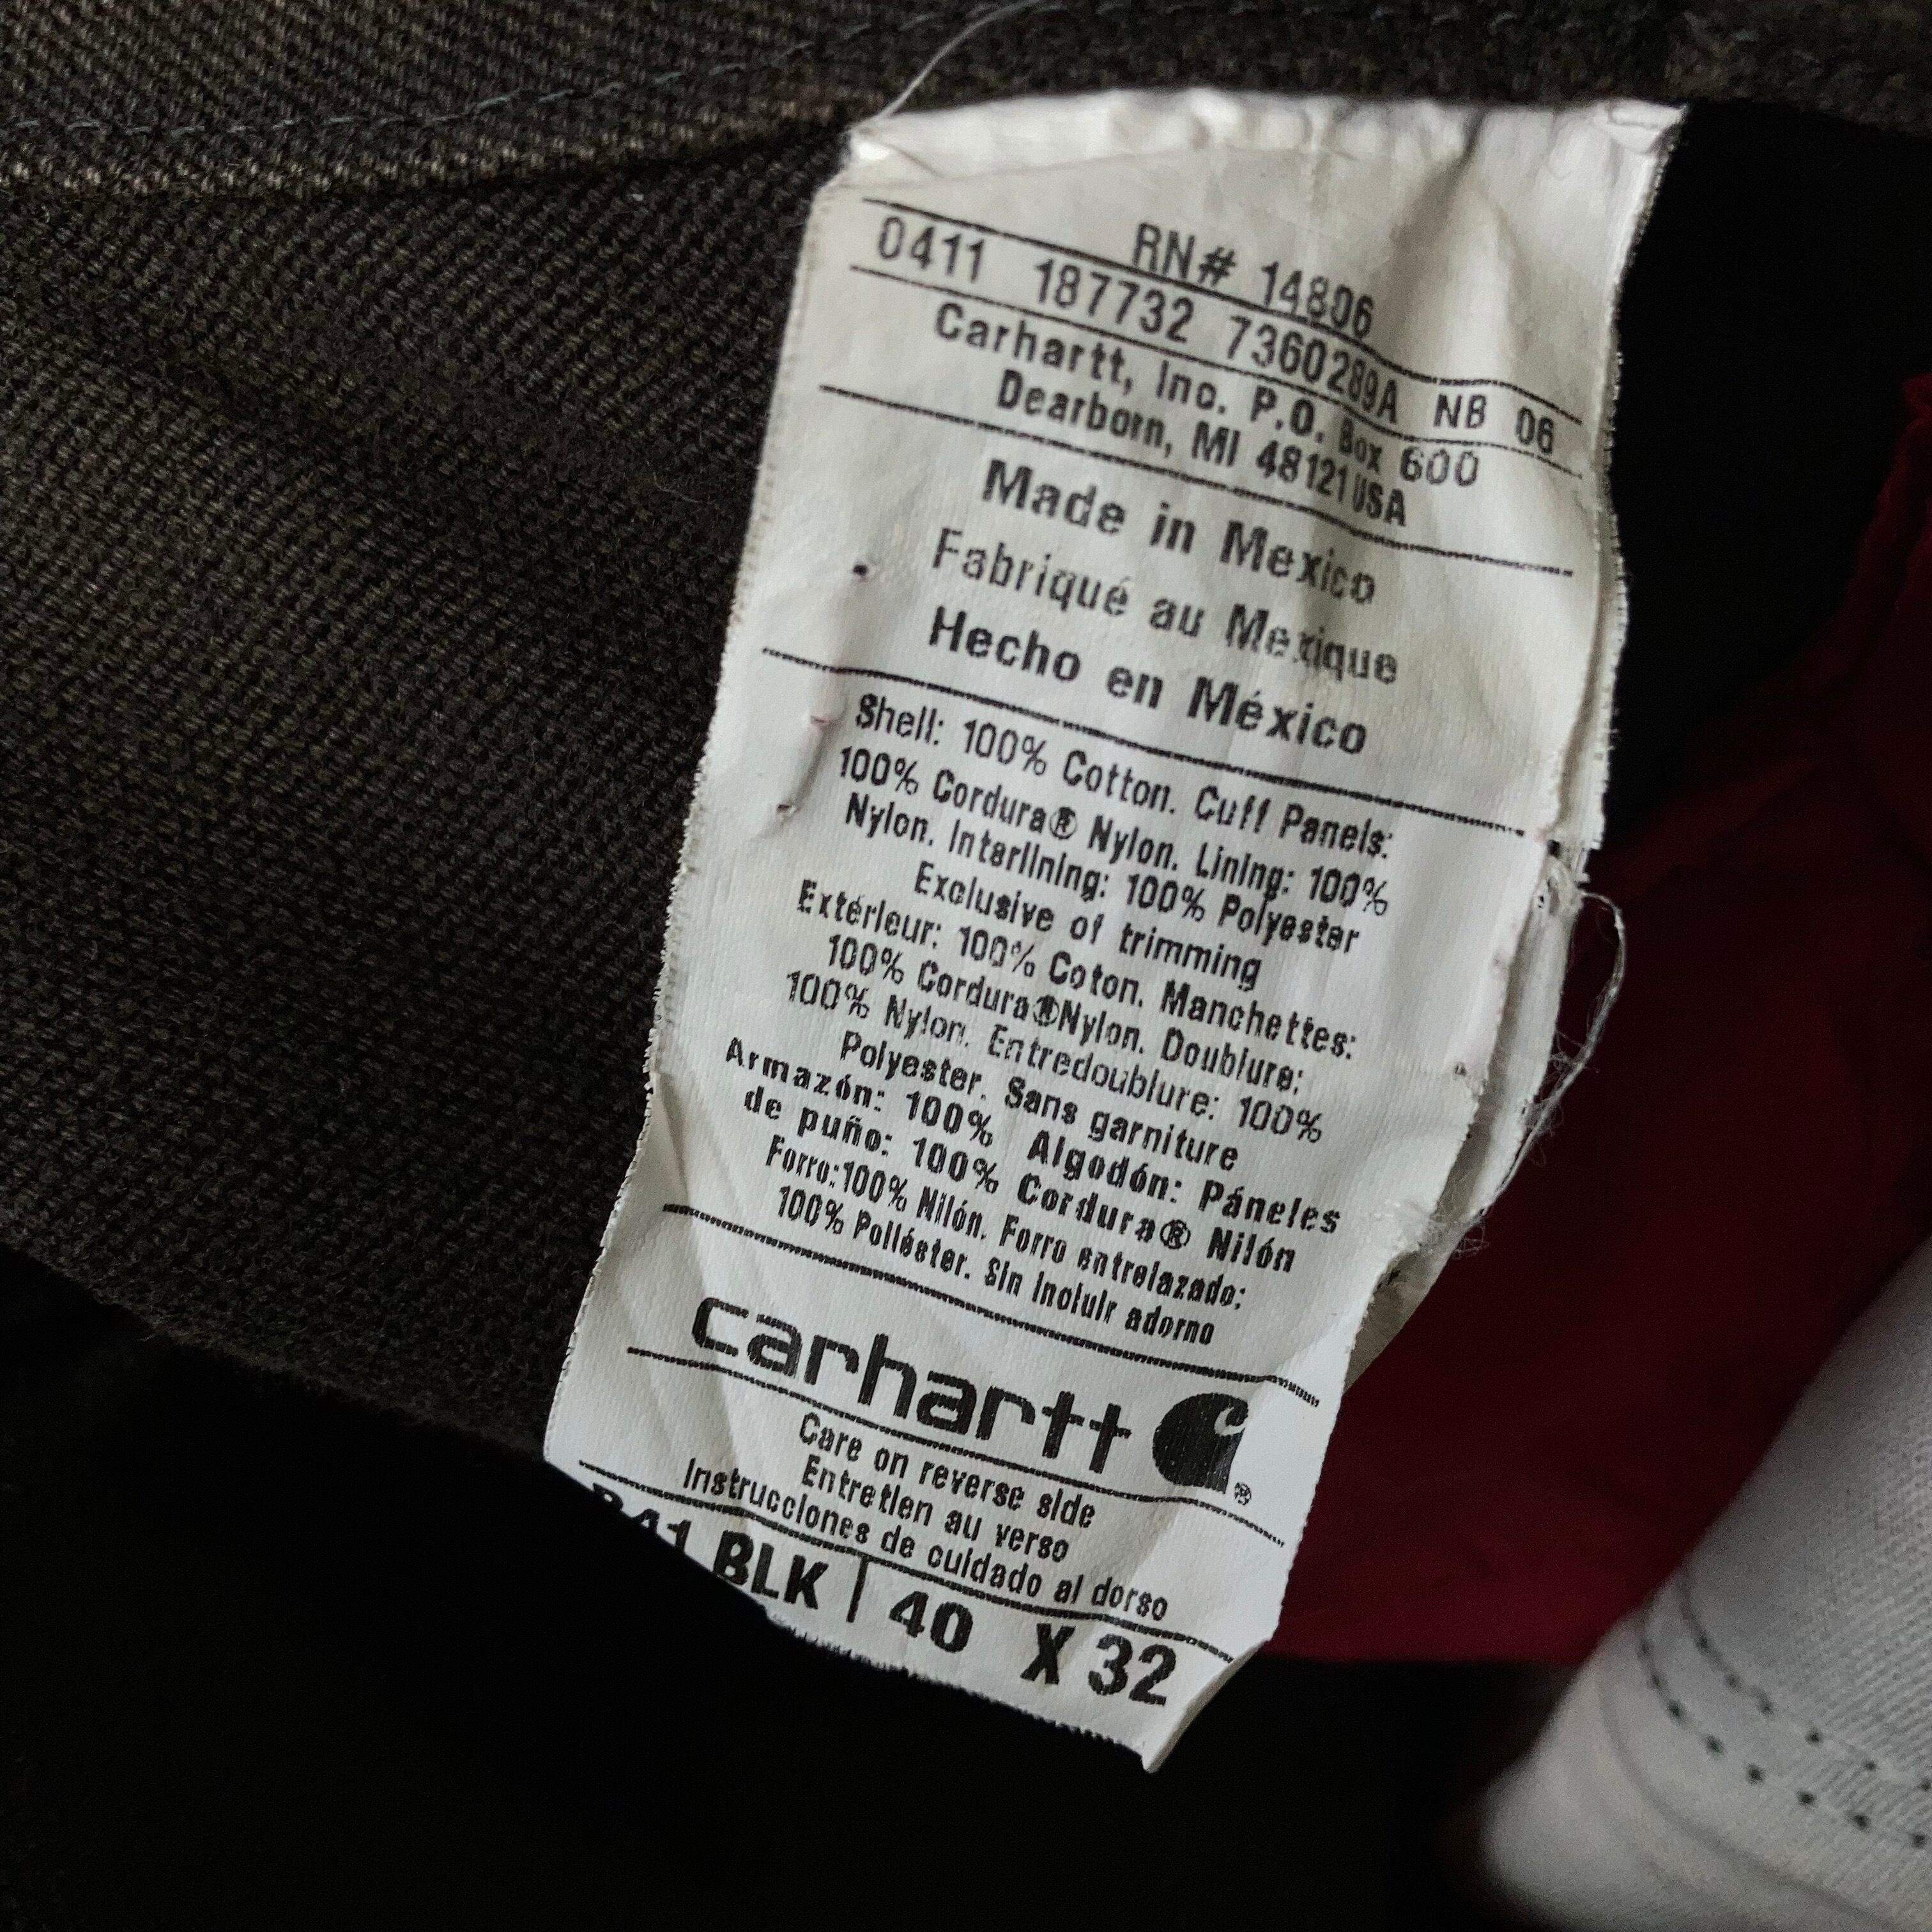 RN# 14806
0411 187732 7360289A NB 06
Carhartt, Inc. P.O. Box 600
Dearborn, MI 48121 USA
Made in Mexico
Fabriqué au Mexique
Hecho en México
Shell: 100% Cotton. Cuff Panels:
100% Cordura® Nylon. Lining: 100%
Nylon. Interlining: 100% Polyester
Exclusive of trimming
Extérieur: 100% Coton. Manchettes:
100% Cordura®Nylon. Doublure:
100% Nylon. Entredoublure: 100%
Polyester. Sans garniture
Armazón: 100% Algodón: Páneles
de puño: 100% Cordura® Nilón
Forro:100% Nilón. Forro entrelazado:
100% Poliéster. Sin incluir adorno
carhartt ®
Care on reverse side
Entretien au verso
Instrucciones de cuidado al dorso
BLK | 40 X 32